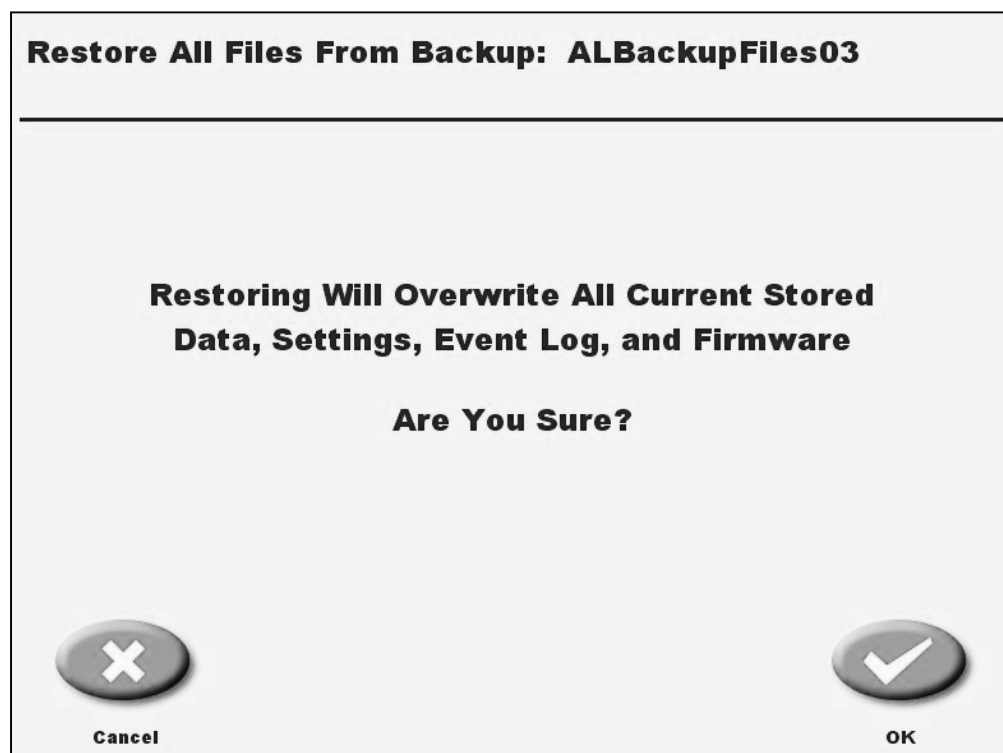 Restore All Files From Backup: ALBackupFiles03
Restoring Will Overwrite All Current Stored
Data, Settings, Event Log, and Firmware
Are You Sure?
Cancel
OK